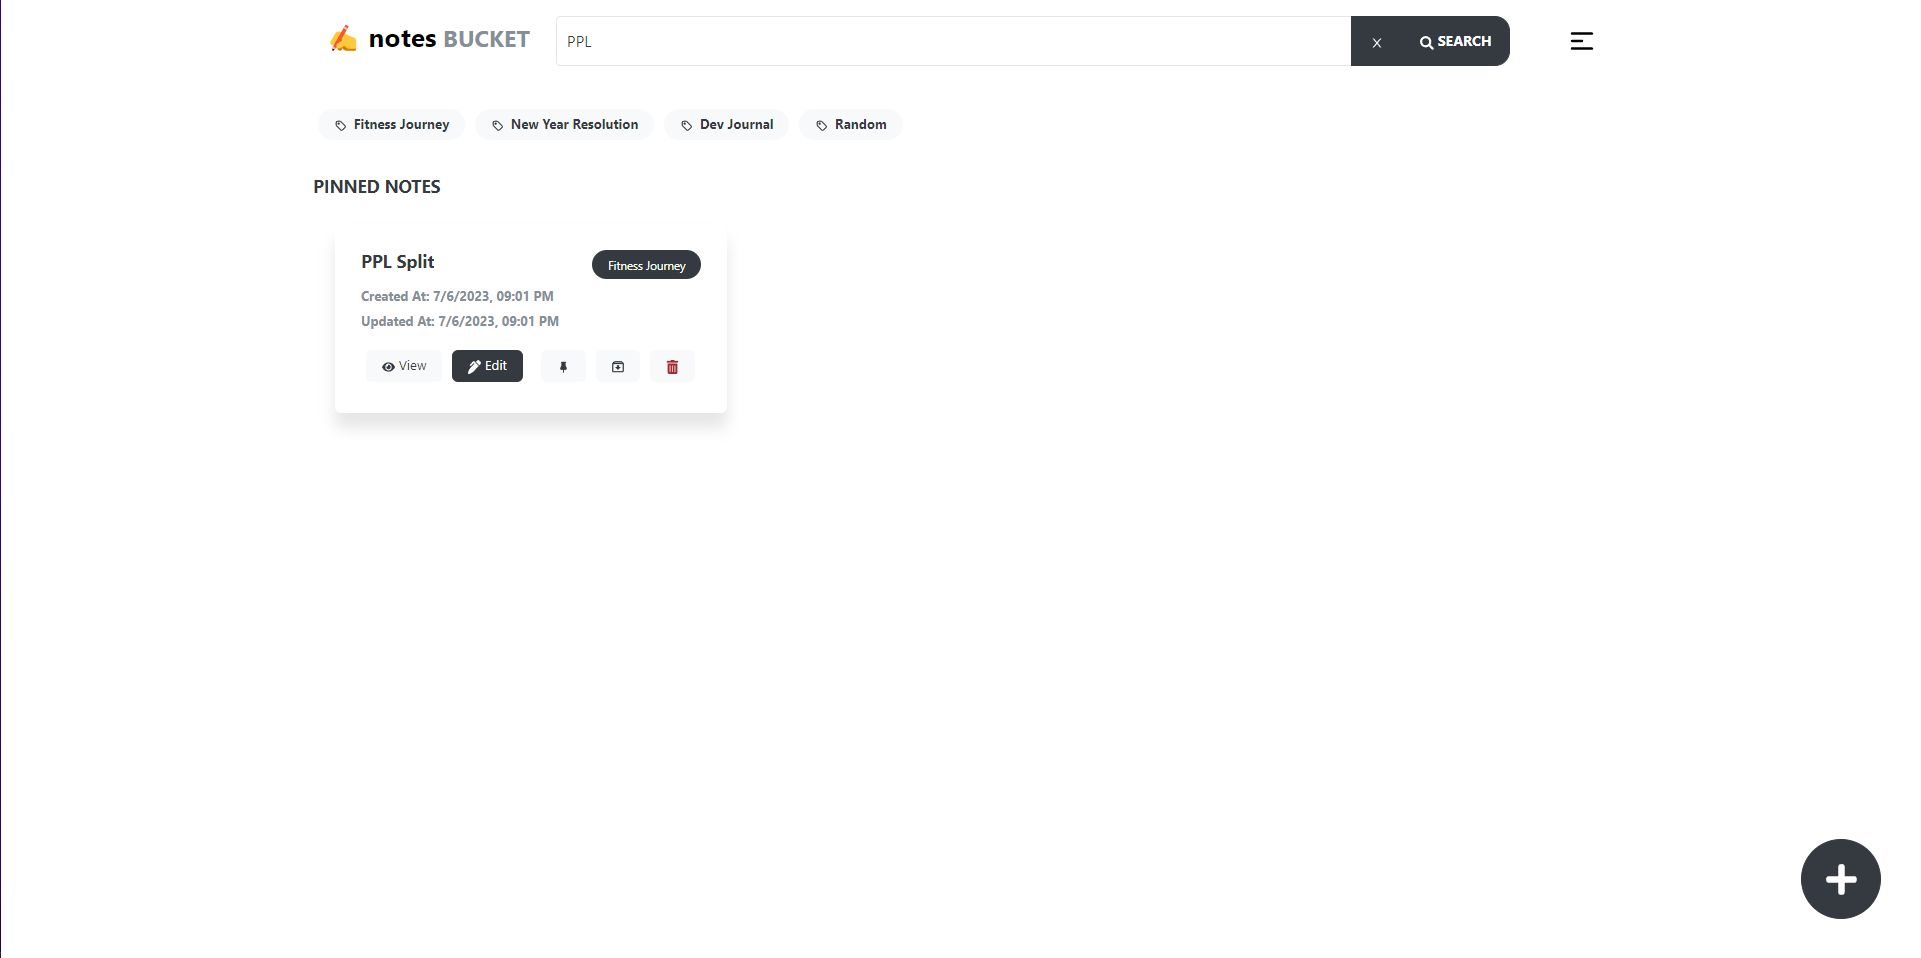 notes BUCKET
PPL
X
SEARCH
Fitness Journey
New Year Resolution
Dev Journal
Random
PINNED NOTES
PPL Split
Fitness Journey
Created At: 7/6/2023, 09:01 PM
Updated At: 7/6/2023, 09:01 PM
View
Edit